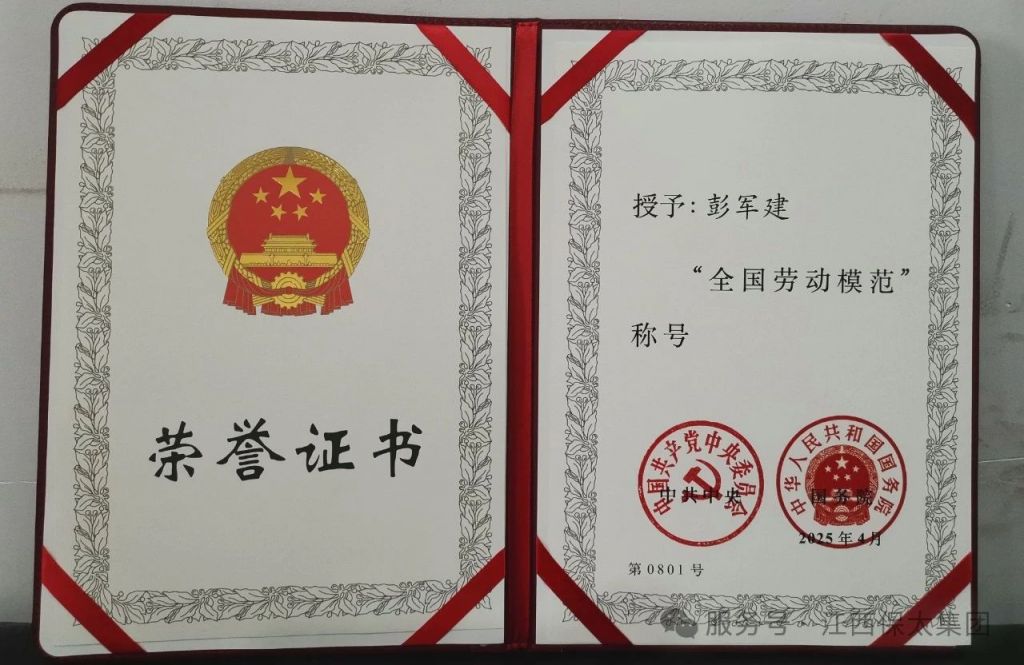 荣誉证书
授予：彭军建
“全国劳动模范”
称号
中国共产党中央委员会
中共中央
中华人民共和国国务院
国务院
2025年4月
第0801号
服务号·江西保太集团